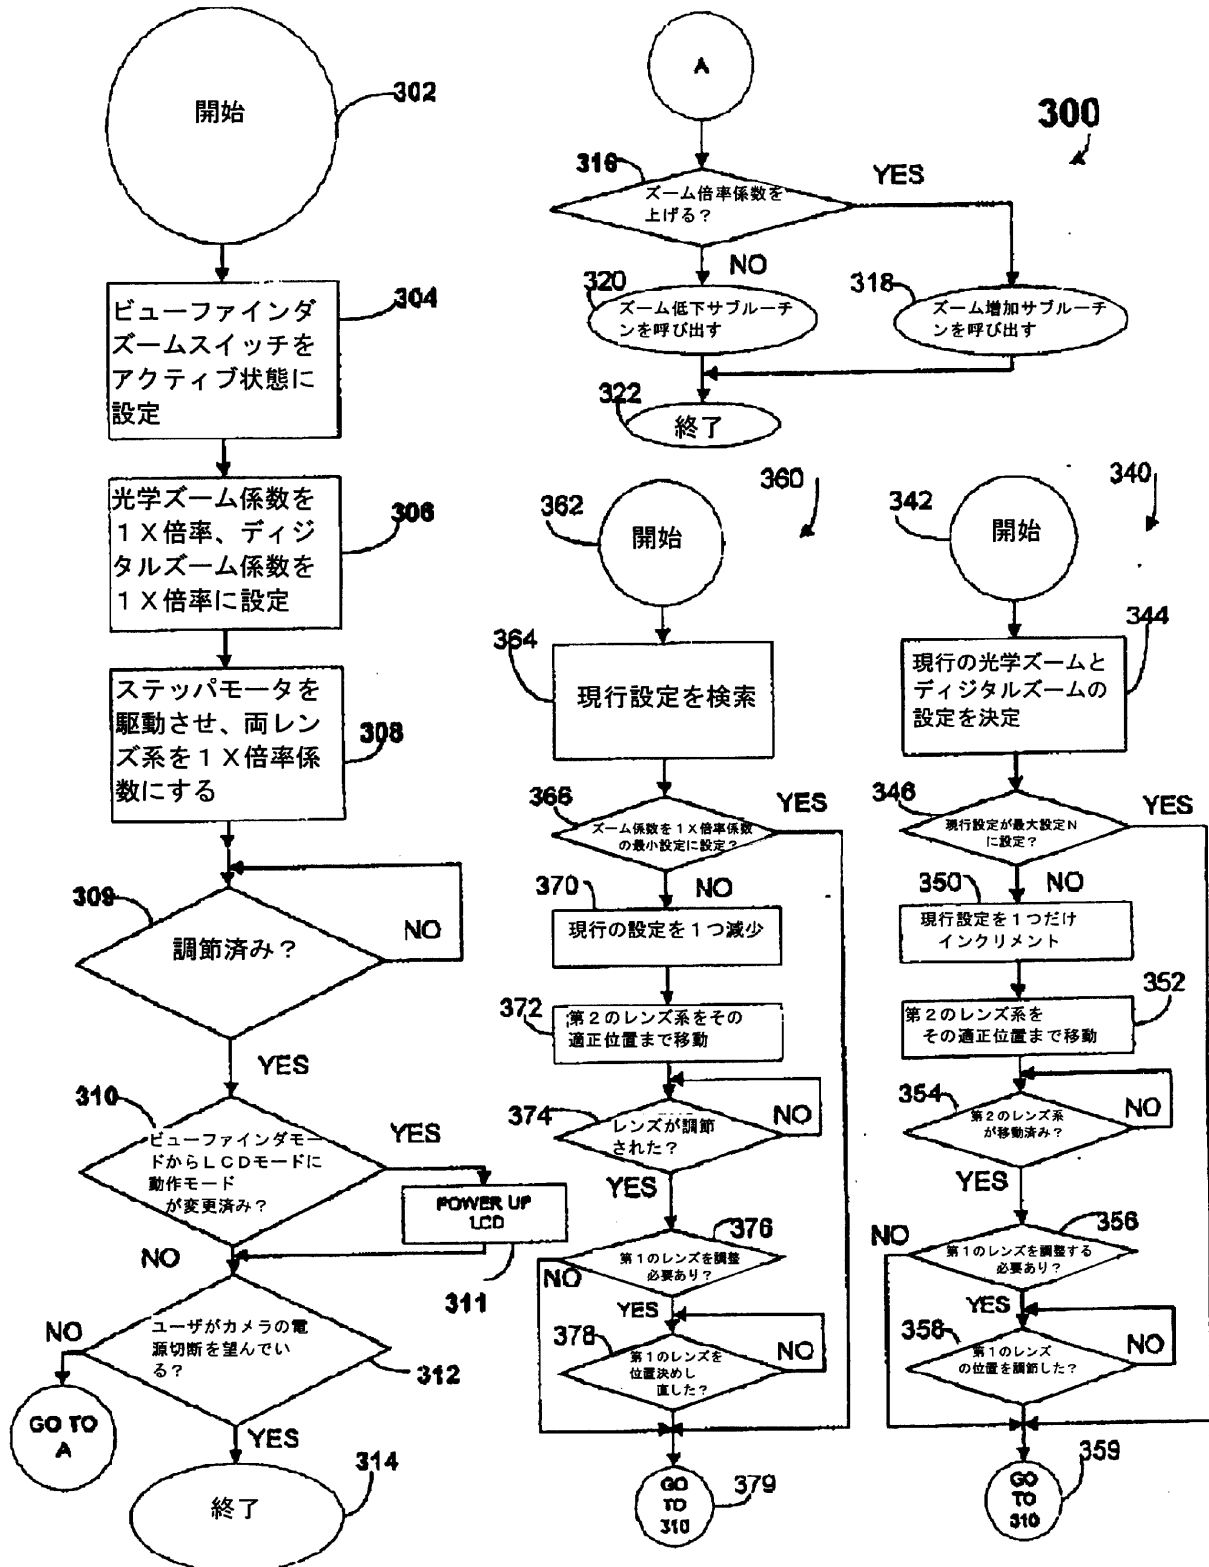 開始
302
ビューファインダ
ズームスイッチを
アクティブ状態に
設定
304
光学ズーム係数を
1X倍率、ディジ
タルズーム係数を
1X倍率に設定
306
ステッパモータを
駆動させ、両レン
ズ系を1X倍率係
数にする
308
309
調節済み?
NO
YES
310
ビューファインダモー
ドからLCDモードに
動作モード
が変更済み?
YES
POWER UP
LCD
311
NO
ユーザがカメラの電
源切断を望んでい
る?
312
NO
GO TO
A
YES
終了
314
A
300
316
ズーム倍率係数を
上げる?
YES
NO
320
ズーム低下サブルーチ
ンを呼び出す
318
ズーム増加サブルーチ
ンを呼び出す
322
終了
360
362
開始
364
現行設定を検索
366
ズーム係数を1X倍率係数
の最小設定に設定?
YES
NO
370
現行の設定を1つ減少
372
第2のレンズ系をその
適正位置まで移動
374
レンズが調節
された?
NO
YES
376
第1のレンズを調整
必要あり?
NO
YES
378
第1のレンズを
位置決めし
直した?
NO
GO
TO
310
379
340
342
開始
344
現行の光学ズームと
ディジタルズームの
設定を決定
346
現行設定が最大設定N
に設定?
YES
NO
350
現行設定を1つだけ
インクリメント
352
第2のレンズ系を
その適正位置まで移動
354
第2のレンズ系
が移動済み?
NO
YES
356
第1のレンズを調整する
必要あり?
NO
YES
358
第1のレンズ
の位置を調節した?
NO
GO
TO
310
359